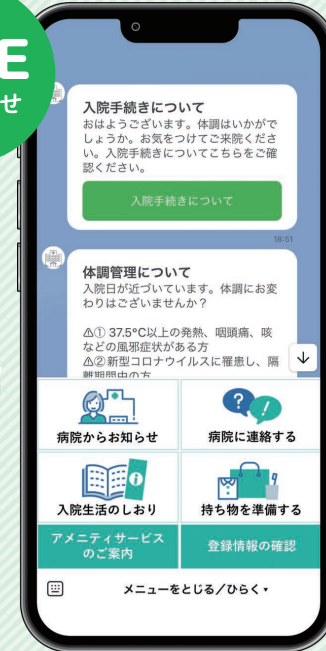 E
せ
入院手続きについて
おはようございます。体調はいかがで
しょうか。お気をつけてご来院くださ
い。入院手続きについてこちらをご確
認ください。
入院手続きについて
18:51
体調管理について
入院日が近づいています。体調にお変
わりはございませんか？
⚠① 37.5°C以上の発熱、咽頭痛、咳
などの風邪症状がある方
⚠②新型コロナウイルスに罹患し、隔
離期間中の方
病院からお知らせ
病院に連絡する
入院生活のしおり
持ち物を準備する
アメニティサービス
のご案内
登録情報の確認
メニューをとじる／ひらく▾